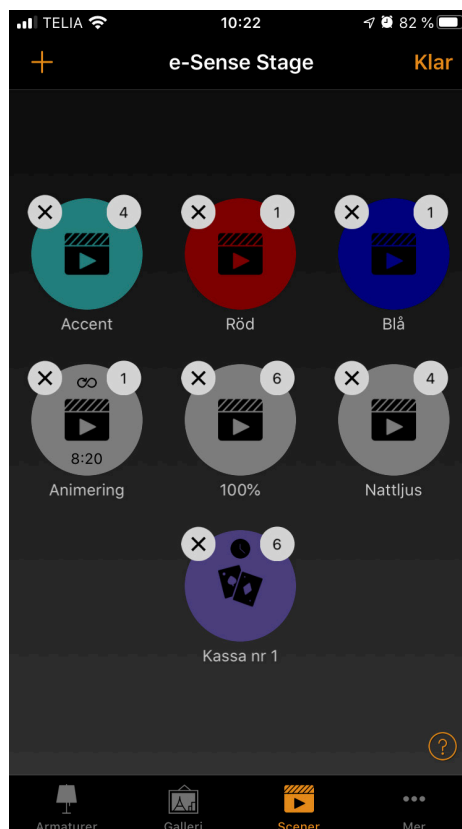 TELIA 10:22 82 %
e-Sense Stage Klar
4 1 1
Accent Röd Blå
1 6 4
8:20
Animering 100% Nattljus
6
Kassa nr 1
?
Armaturer Galleri Scener Mer